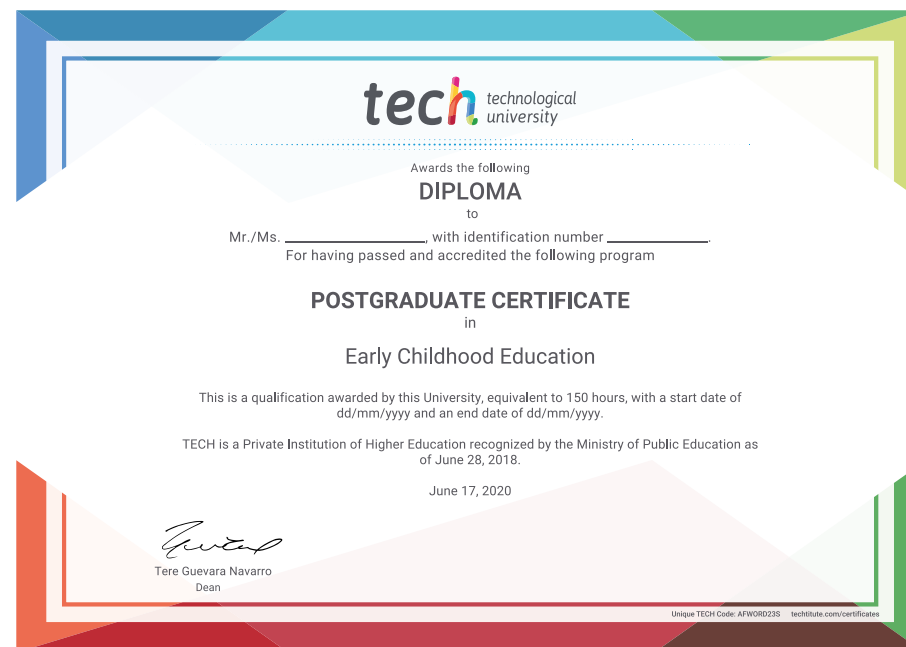 tech technological
university
Awards the following
DIPLOMA
to
Mr./Ms. ____________________, with identification number ______________.
For having passed and accredited the following program
POSTGRADUATE CERTIFICATE
in
Early Childhood Education
This is a qualification awarded by this University, equivalent to 150 hours, with a start date of
dd/mm/yyyy and an end date of dd/mm/yyyy.
TECH is a Private Institution of Higher Education recognized by the Ministry of Public Education as
of June 28, 2018.
June 17, 2020
Tere Guevara Navarro
Dean
Unique TECH Code: AFWORD23S techtitute.com/certificates